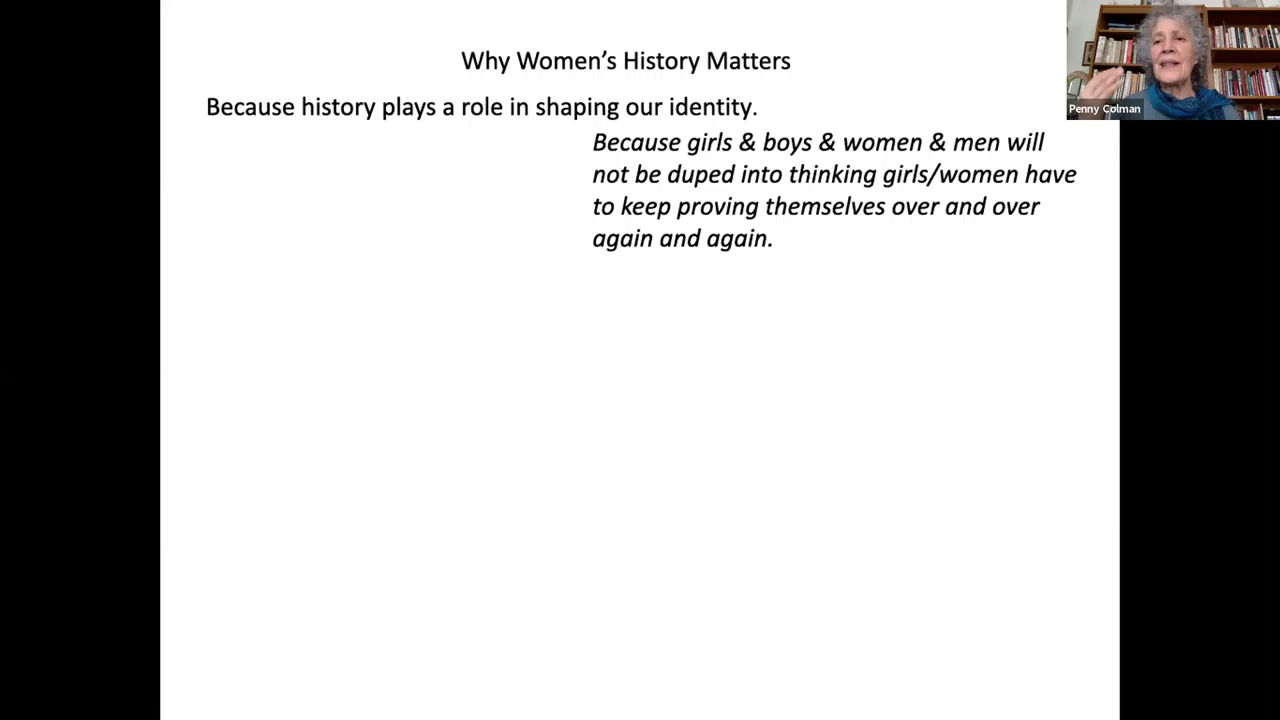 Why Women’s History Matters
Because history plays a role in shaping our identity.
Because girls & boys & women & men will
not be duped into thinking girls/women have
to keep proving themselves over and over
again and again.
Penny Colman